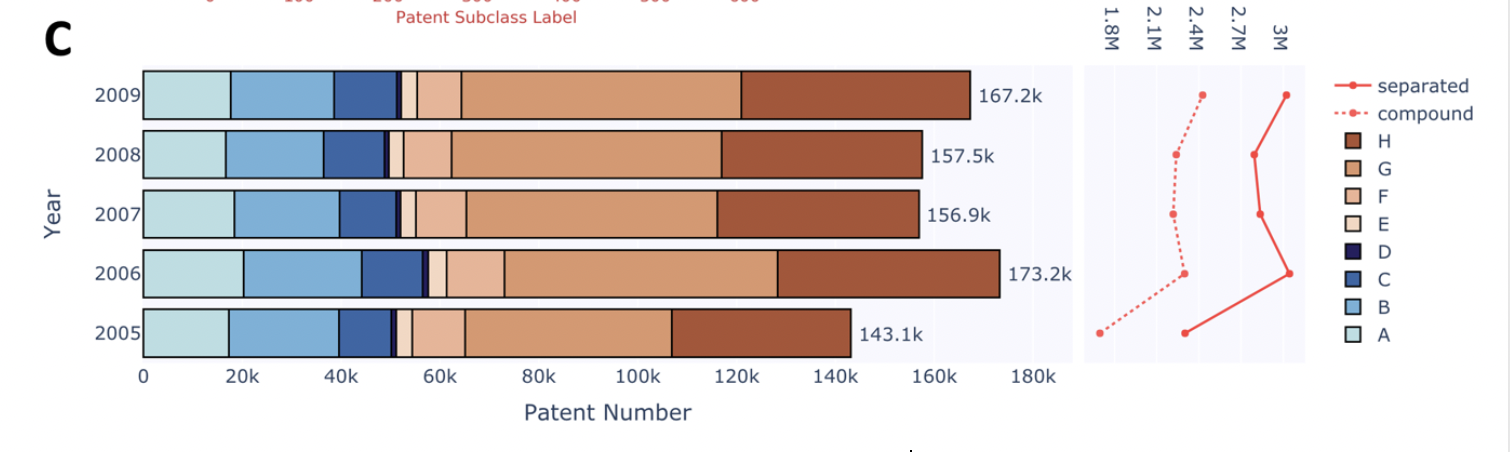 Patent Subclass Label
C
1.8M
2.1M
2.4M
2.7M
3M
2009
167.2k
2008
157.5k
2007
156.9k
2006
173.2k
2005
143.1k
Year
0 20k 40k 60k 80k 100k 120k 140k 160k 180k
Patent Number
separated
compound
H
G
F
E
D
C
B
A